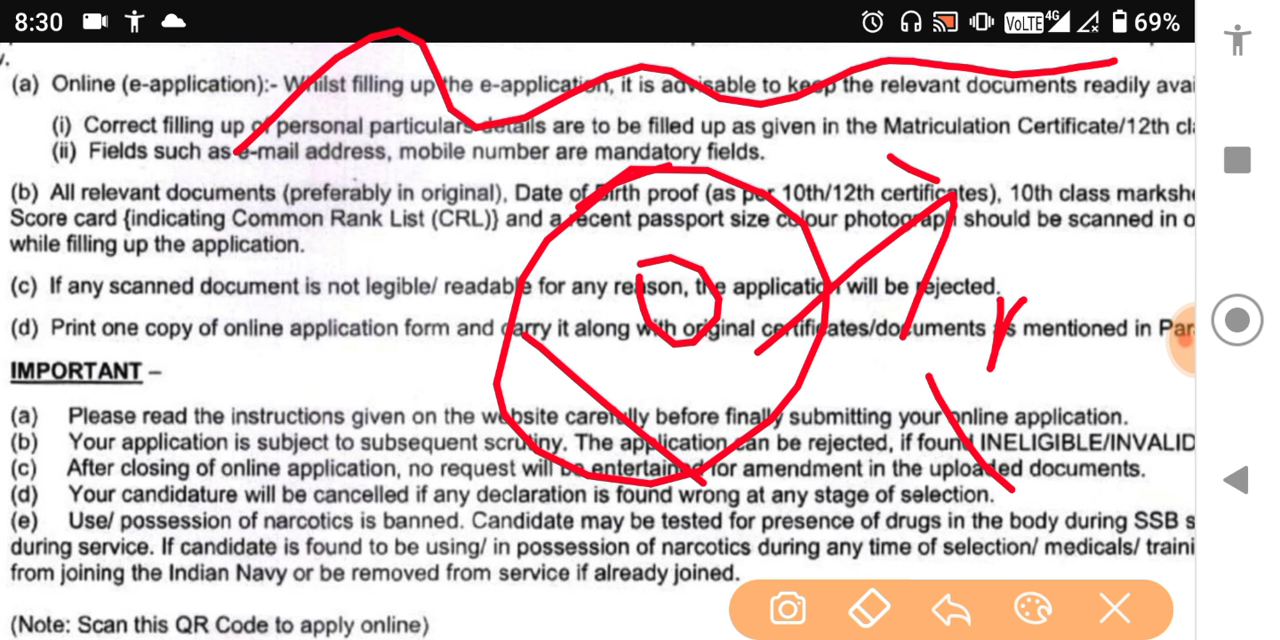 8:30 VoLTE 4G 69%
v.
(a) Online (e-application):- Whilst filling up the e-application, it is advisable to keep the relevant documents readily avai
(i) Correct filling up of personal particulars details are to be filled up as given in the Matriculation Certificate/12th cl
(ii) Fields such as e-mail address, mobile number are mandatory fields.
(b) All relevant documents (preferably in original), Date of Birth proof (as per 10th/12th certificates), 10th class markshe
Score card {indicating Common Rank List (CRL)} and a recent passport size colour photograph should be scanned in o
while filling up the application.
(c) If any scanned document is not legible/ readable for any reason, the application will be rejected.
(d) Print one copy of online application form and carry it along with original certificates/documents as mentioned in Par
IMPORTANT –
(a) Please read the instructions given on the website carefully before finally submitting your online application.
(b) Your application is subject to subsequent scrutiny. The application can be rejected, if found INELIGIBLE/INVALID
(c) After closing of online application, no request will be entertained for amendment in the uploaded documents.
(d) Your candidature will be cancelled if any declaration is found wrong at any stage of selection.
(e) Use/ possession of narcotics is banned. Candidate may be tested for presence of drugs in the body during SSB s
during service. If candidate is found to be using/ in possession of narcotics during any time of selection/ medicals/ traini
from joining the Indian Navy or be removed from service if already joined.
(Note: Scan this QR Code to apply online)